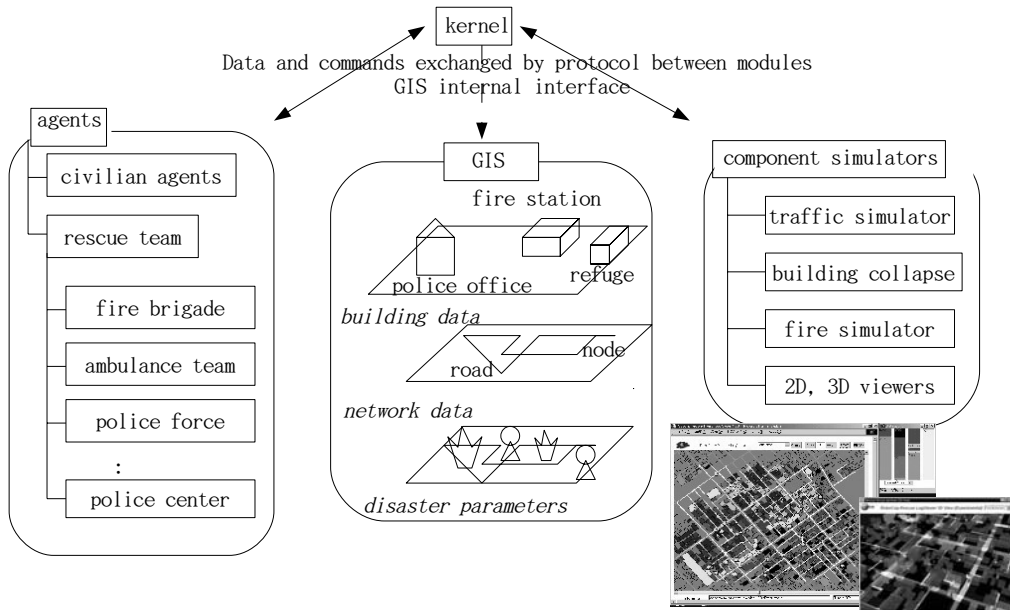 kernel
Data and commands exchanged by protocol between modules
GIS internal interface
agents
civilian agents
rescue team
fire brigade
ambulance team
police force
:
police center
GIS
fire station
police office
refuge
building data
node
road
network data
disaster parameters
component simulators
traffic simulator
building collapse
fire simulator
2D, 3D viewers